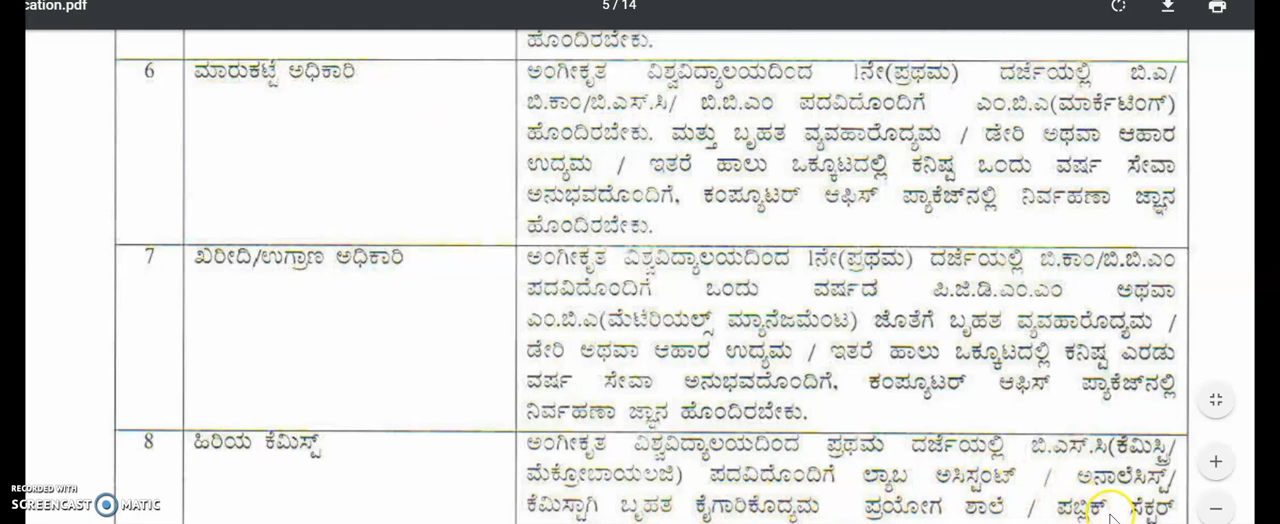 cation.pdf
5 / 14
ಹೊಂದಿರಬೇಕು.
6 ಮಾರುಕಟ್ಟೆ ಅಧಿಕಾರಿ ಅಂಗೀಕೃತ ವಿಶ್ವವಿದ್ಯಾಲಯದಿಂದ 1ನೇ(ಪ್ರಥಮ) ದರ್ಜೆಯಲ್ಲಿ ಬಿ.ಎ/
ಬಿ.ಕಾಂ/ಬಿ.ಎಸ್.ಸಿ/ ಬಿ.ಬಿ.ಎಂ ಪದವಿದೊಂದಿಗೆ ಎಂ.ಬಿ.ಎ(ಮಾರ್ಕೆಟಿಂಗ್)
ಹೊಂದಿರಬೇಕು. ಮತ್ತು ಬೃಹತ ವ್ಯವಹಾರೊದ್ಯಮ / ಡೇರಿ ಅಥವಾ ಆಹಾರ
ಉದ್ಯಮ / ಇತರೆ ಹಾಲು ಒಕ್ಕೂಟದಲ್ಲಿ ಕನಿಷ್ಟ ಒಂದು ವರ್ಷ ಸೇವಾ
ಅನುಭವದೊಂದಿಗೆ, ಕಂಪ್ಯೂಟರ್ ಆಫಿಸ್ ಪ್ಯಾಕೆಜ್‌ನಲ್ಲಿ ನಿರ್ವಹಣಾ ಜ್ಞಾನ
ಹೊಂದಿರಬೇಕು.
7 ಖರೀದಿ/ಉಗ್ರಾಣ ಅಧಿಕಾರಿ ಅಂಗೀಕೃತ ವಿಶ್ವವಿದ್ಯಾಲಯದಿಂದ 1ನೇ(ಪ್ರಥಮ) ದರ್ಜೆಯಲ್ಲಿ ಬಿ.ಕಾಂ/ಬಿ.ಬಿ.ಎಂ
ಪದವಿದೊಂದಿಗೆ ಒಂದು ವರ್ಷದ ಪಿ.ಜಿ.ಡಿ.ಎಂ.ಎಂ ಅಥವಾ
ಎಂ.ಬಿ.ಎ(ಮೆಟಿರಿಯಲ್ಸ್ ಮ್ಯಾನೆಜಮೆಂಟ) ಜೊತೆಗೆ ಬೃಹತ ವ್ಯವಹಾರೊದ್ಯಮ /
ಡೇರಿ ಅಥವಾ ಆಹಾರ ಉದ್ಯಮ / ಇತರೆ ಹಾಲು ಒಕ್ಕೂಟದಲ್ಲಿ ಕನಿಷ್ಟ ಎರಡು
ವರ್ಷ ಸೇವಾ ಅನುಭವದೊಂದಿಗೆ, ಕಂಪ್ಯೂಟರ್ ಆಫಿಸ್ ಪ್ಯಾಕೆಜ್‌ನಲ್ಲಿ
ನಿರ್ವಹಣಾ ಜ್ಞಾನ ಹೊಂದಿರಬೇಕು.
8 ಹಿರಿಯ ಕೆಮಿಸ್ಟ್ ಅಂಗೀಕೃತ ವಿಶ್ವವಿದ್ಯಾಲಯದಿಂದ ಪ್ರಥಮ ದರ್ಜೆಯಲ್ಲಿ ಬಿ.ಎಸ್.ಸಿ(ಕೆಮಿಸ್ಟ್ರಿ/
ಮೆಕ್ರೋಬಾಯಲಜಿ) ಪದವಿದೊಂದಿಗೆ ಲ್ಯಾಬ ಅಸಿಸ್ಟಂಟ್ / ಅನಾಲೆಸಿಸ್ಟ್/
ಕೆಮಿಸ್ಟಾಗಿ ಬೃಹತ ಕೈಗಾರಿಕೊದ್ಯಮ ಪ್ರಯೋಗ ಶಾಲೆ / ಪಬ್ಲಿಕ್ ಸೆಕ್ಟರ್
RECORDED WITH
SCREENCAST MATIC